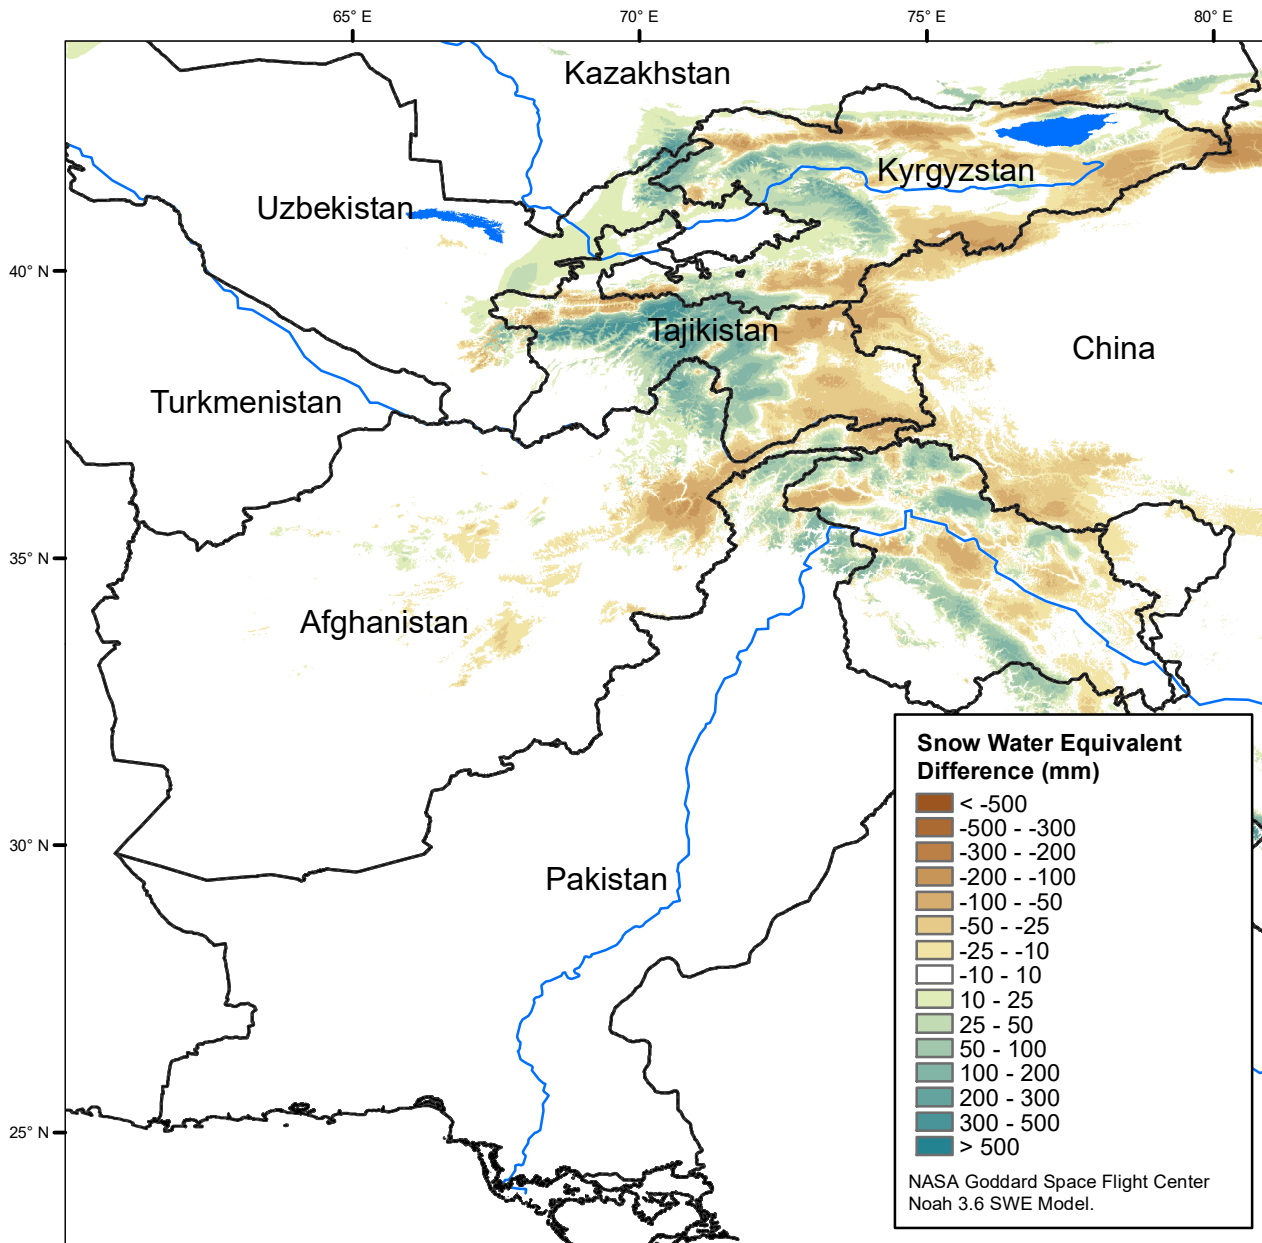 65° E
70° E
75° E
80° E
Kazakhstan
Kyrgyzstan
Uzbekistan
40° N
Tajikistan
China
Turkmenistan
35° N
Afghanistan
30° N
Pakistan
25° N
Snow Water Equivalent
Difference (mm)
< -500
-500 - -300
-300 - -200
-200 - -100
-100 - -50
-50 - -25
-25 - -10
-10 - 10
10 - 25
25 - 50
50 - 100
100 - 200
200 - 300
300 - 500
> 500
NASA Goddard Space Flight Center
Noah 3.6 SWE Model.